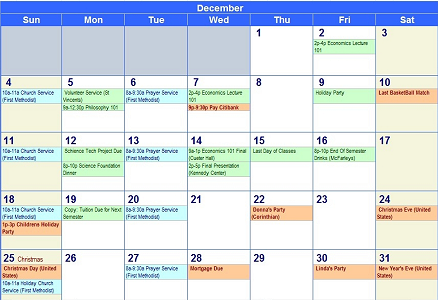 December
Sun Mon Tue Wed Thu Fri Sat
1 2 3
2p-4p Economics Lecture
101
4 5 6 7 8 9 10
10a-11a Church Service
(First Methodist)
Volunteer Service (St
Vincents)
9a-12:30p Philosophy 101
8a-9:30a Prayer Service
(First Methodist)
2p-4p Economics Lecture
101
9p-9:30p Pay Citibank
Holiday Party
Last BasketBall Match
11 12 13 14 15 16 17
10a-11a Church Service
(First Methodist)
Schience Tech Project Due
8p-10p Science Foundation
Dinner
8a-9:30a Prayer Service
(First Methodist)
9a-1p Economics 101 Final
(Cueter Hall)
2p-5p Final Presentation
(Kennedy Center)
Last Day of Classes
8p-10p End Of Semester
Drinks (McFarleys)
18 19 20 21 22 23 24
10a-11a Church Service
(First Methodist)
1p-3p Childrens Holiday
Party
Copy: Tuition Due for Next
Semester
8a-9:30a Prayer Service
(First Methodist)
Donna's Party
(Corinthian)
Christmas Eve (United
States)
25 Christmas 26 27 28 29 30 31
Christmas Day (United
States)
10a-11a Holiday Church
Service (First Methodist)
8a-9:30a Prayer Service
(First Methodist)
Mortgage Due
Linda's Party
New Year's Eve (United
States)